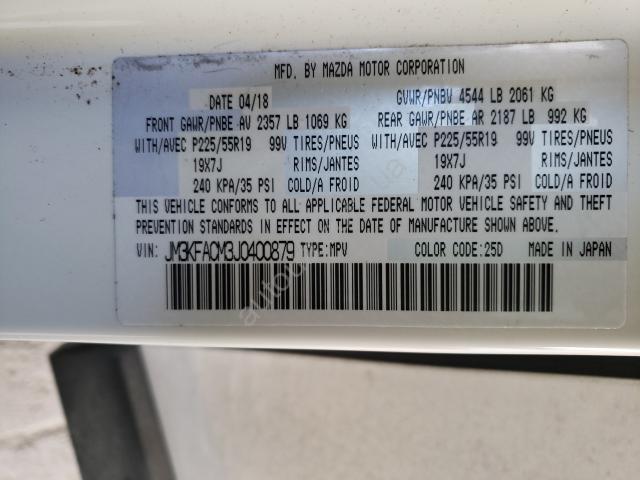 MFD. BY MAZDA MOTOR CORPORATION
DATE 04/18 GVWR/PNBV 4544 LB 2061 KG
FRONT GAWR/PNBE AV 2357 LB 1069 KG REAR GAWR/PNBE AR 2187 LB 992 KG
WITH/AVEC P225/55R19 99V TIRES/PNEUS WITH/AVEC P225/55R19 99V TIRES/PNEUS
19X7J RIMS/JANTES 19X7J RIMS/JANTES
240 KPA/35 PSI COLD/A FROID 240 KPA/35 PSI COLD/A FROID
THIS VEHICLE CONFORMS TO ALL APPLICABLE FEDERAL MOTOR VEHICLE SAFETY AND THEFT
PREVENTION STANDARDS IN EFFECT ON THE DATE OF MANUFACTURE SHOWN ABOVE.
VIN: JM3KFACM3J0400879 TYPE:MPV COLOR CODE:25D MADE IN JAPAN